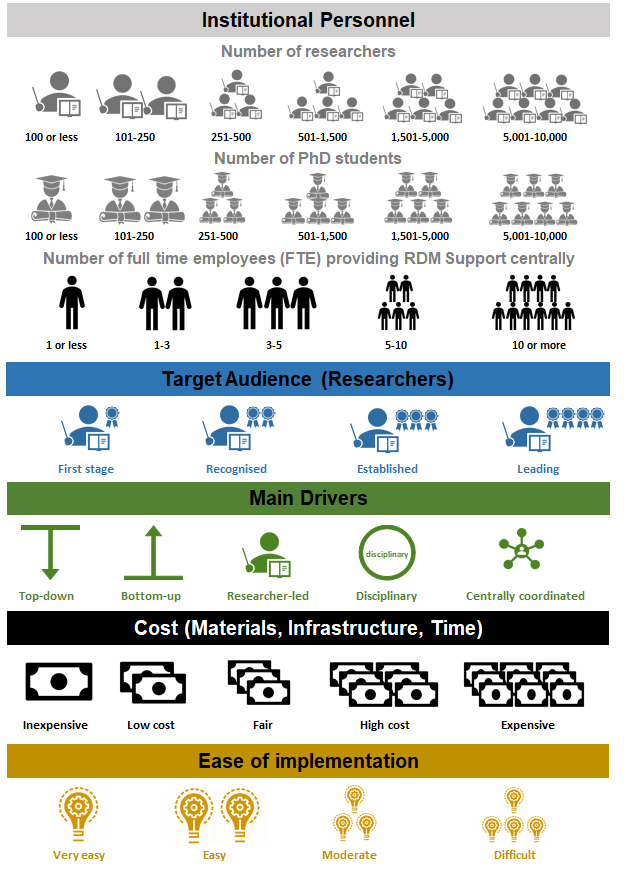 Institutional Personnel
Number of researchers
100 or less 101-250 251-500 501-1,500 1,501-5,000 5,001-10,000
Number of PhD students
100 or less 101-250 251-500 501-1,500 1,501-5,000 5,001-10,000
Number of full time employees (FTE) providing RDM Support centrally
1 or less 1-3 3-5 5-10 10 or more
Target Audience (Researchers)
First stage Recognised Established Leading
Main Drivers
disciplinary
Top-down Bottom-up Researcher-led Disciplinary Centrally coordinated
Cost (Materials, Infrastructure, Time)
Inexpensive Low cost Fair High cost Expensive
Ease of implementation
Very easy Easy Moderate Difficult